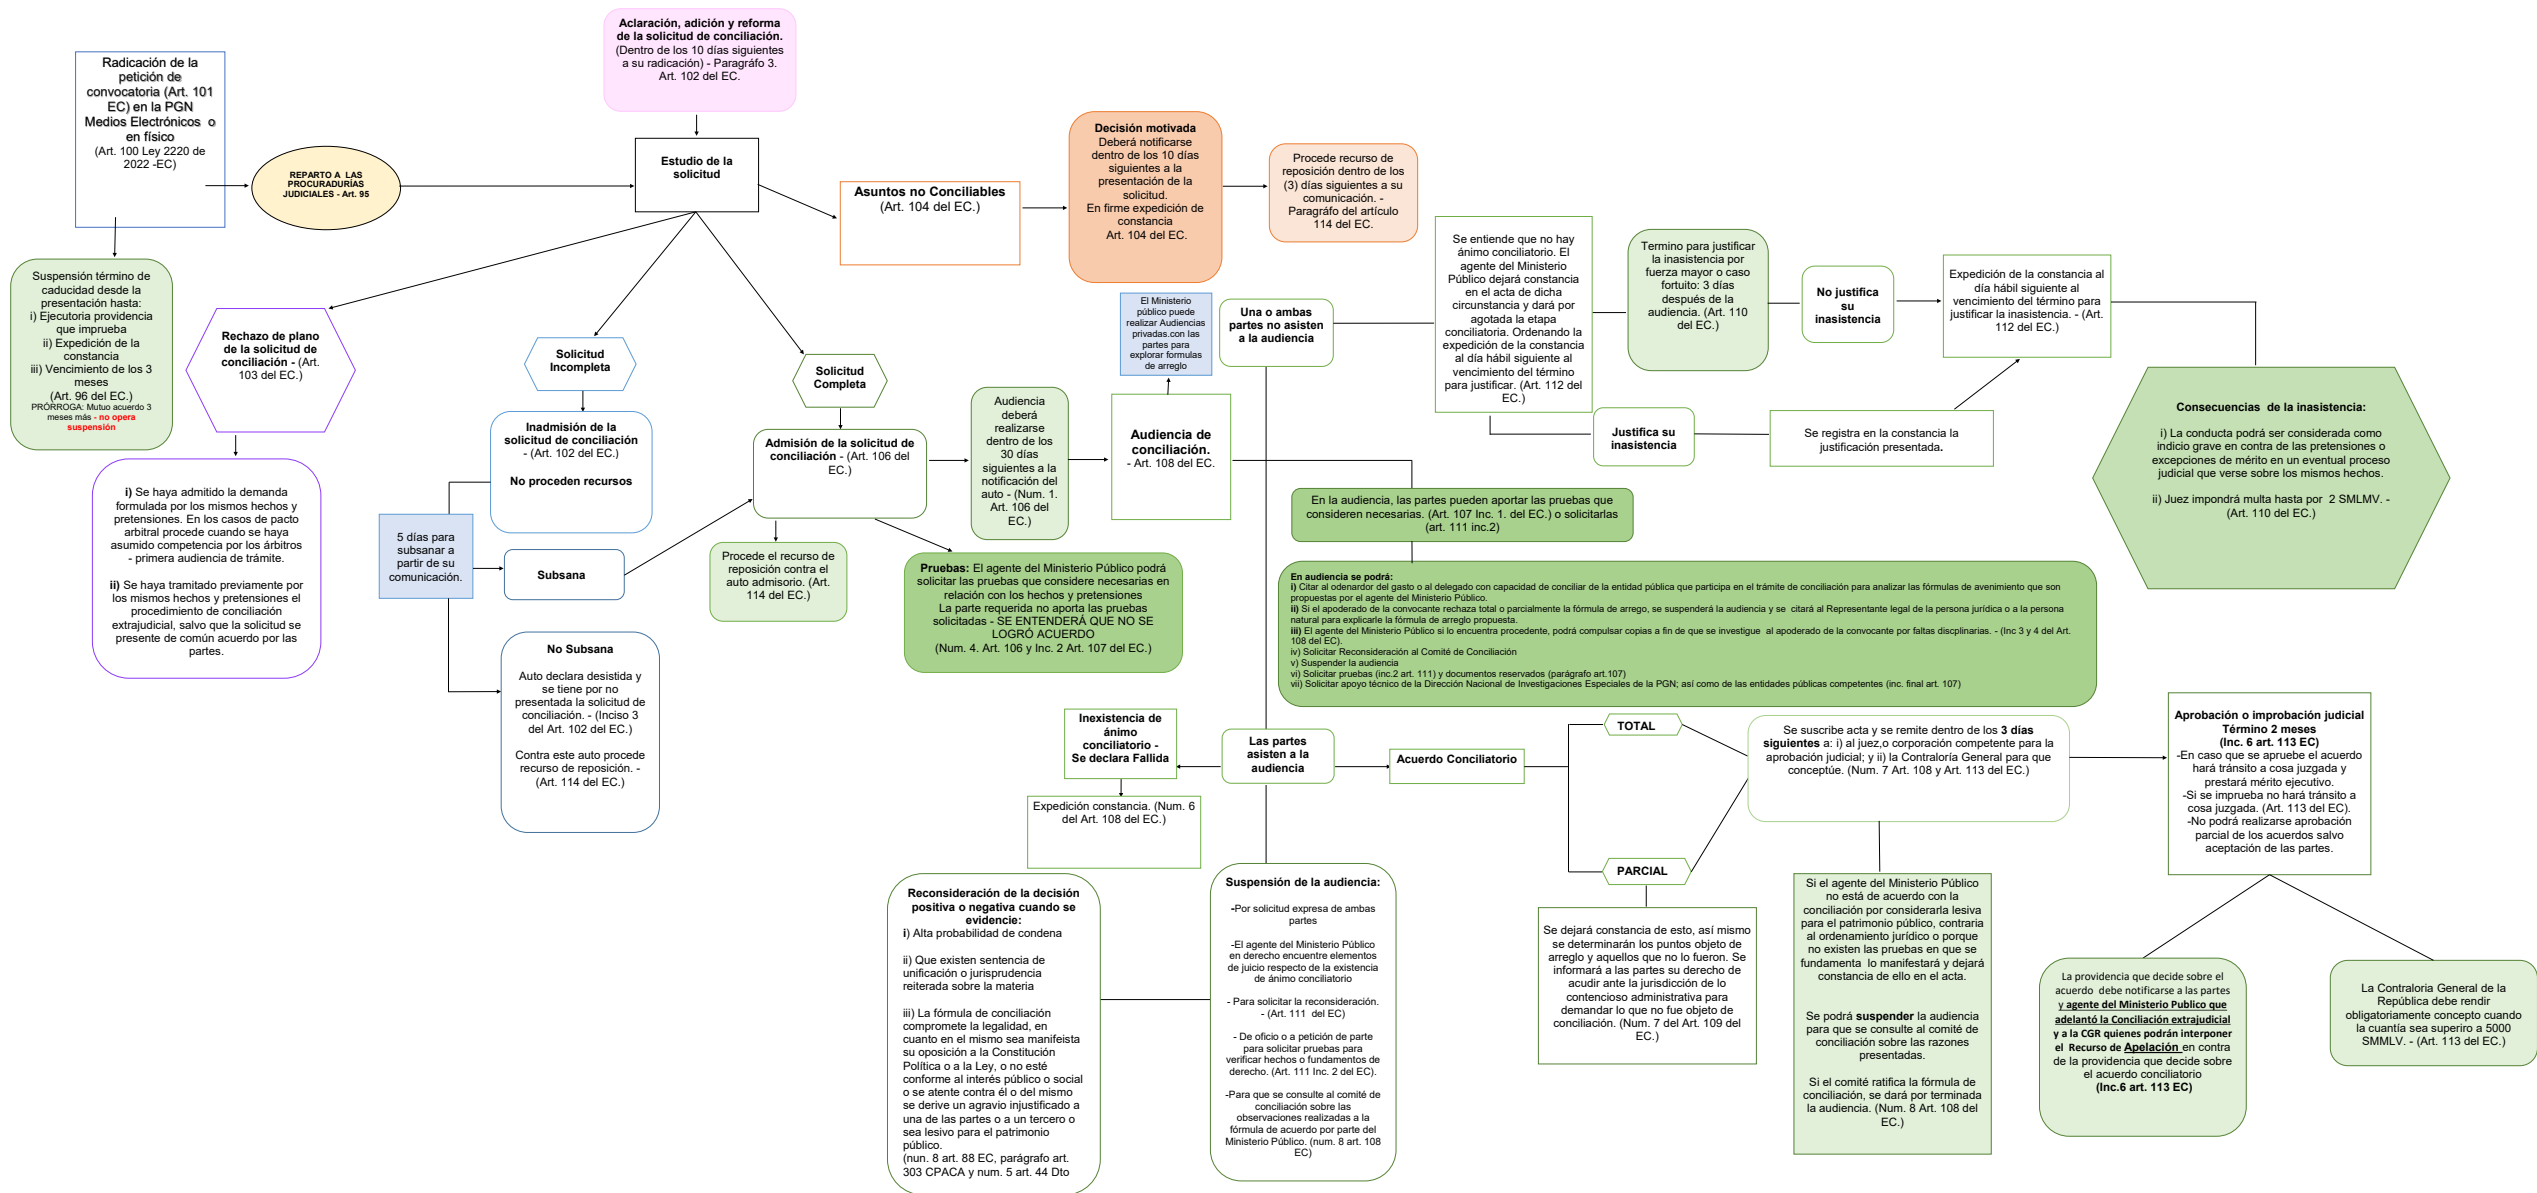 Aclaración, adición y reforma
de la solicitud de conciliación.
(Dentro de los 10 días siguientes
a su radicación) - Paragráfo 3.
Art. 102 del EC.
Radicación de la
petición de
convocatoria (Art. 101
EC) en la PGN
Medios Electrónicos o
en físico
(Art. 100 Ley 2220 de
2022 -EC)
REPARTO A LAS
PROCURADURÍAS
JUDICIALES - Art. 95
Estudio de la
solicitud
Asuntos no Conciliables
(Art. 104 del EC.)
Decisión motivada
Deberá notificarse
dentro de los 10 días
siguientes a la
presentación de la
solicitud.
En firme expedición de
constancia
Art. 104 del EC.
Procede recurso de
reposición dentro de los
(3) días siguientes a su
comunicación. -
Paragráfo del artículo
114 del EC.
Suspensión término de
caducidad desde la
presentación hasta:
i) Ejecutoria providencia
que imprueba
ii) Expedición de la
constancia
iii) Vencimiento de los 3
meses
(Art. 96 del EC.)
PRÓRROGA: Mutuo acuerdo 3
meses más - no opera
suspensión
Rechazo de plano
de la solicitud de
conciliación - (Art.
103 del EC.)
i) Se haya admitido la demanda
formulada por los mismos hechos y
pretensiones. En los casos de pacto
arbitral procede cuando se haya
asumido competencia por los árbitros
- primera audiencia de trámite.
ii) Se haya tramitado previamente por
los mismos hechos y pretensiones el
procedimiento de conciliación
extrajudicial, salvo que la solicitud se
presente de común acuerdo por las
partes.
Solicitud
Incompleta
Inadmisión de la
solicitud de conciliación
- (Art. 102 del EC.)
No proceden recursos
5 días para
subsanar a
partir de su
comunicación.
Subsana
No Subsana
Auto declara desistida y
se tiene por no
presentada la solicitud de
conciliación. - (Inciso 3
del Art. 102 del EC.)
Contra este auto procede
recurso de reposición. -
(Art. 114 del EC.)
Solicitud
Completa
Admisión de la solicitud de
conciliación - (Art. 106 del
EC.)
Procede el recurso de
reposición contra el
auto admisorio. (Art.
114 del EC.)
Pruebas: El agente del Ministerio Público podrá
solicitar las pruebas que considere necesarias en
relación con los hechos y pretensiones
La parte requerida no aporta las pruebas
solicitadas - SE ENTENDERÁ QUE NO SE
LOGRÓ ACUERDO
(Num. 4. Art. 106 y Inc. 2 Art. 107 del EC.)
Audiencia
deberá
realizarse
dentro de los
30 días
siguientes a la
notificación del
auto - (Num. 1.
Art. 106 del
EC.)
El Ministerio
público puede
realizar Audiencias
privadas.con las
partes para
explorar formulas
de arreglo
Audiencia de
conciliación.
- Art. 108 del EC.
Una o ambas
partes no asisten
a la audiencia
Se entiende que no hay
ánimo conciliatorio. El
agente del Ministerio
Público dejará constancia
en el acta de dicha
circunstancia y dará por
agotada la etapa
conciliatoria. Ordenando la
expedición de la constancia
al día hábil siguiente al
vencimiento del término
para justificar. (Art. 112 del
EC.)
Termino para justificar
la inasistencia por
fuerza mayor o caso
fortuito: 3 días
después de la
audiencia. (Art. 110
del EC.)
No justifica
su
inasistencia
Expedición de la constancia al
día hábil siguiente al
vencimiento del término para
justificar la inasistencia. - (Art.
112 del EC.)
Justifica su
inasistencia
Se registra en la constancia la
justificación presentada.
Consecuencias de la inasistencia:
i) La conducta podrá ser considerada como
indicio grave en contra de las pretensiones o
excepciones de mérito en un eventual proceso
judicial que verse sobre los mismos hechos.
ii) Juez impondrá multa hasta por 2 SMLMV. -
(Art. 110 del EC.)
En la audiencia, las partes pueden aportar las pruebas que
consideren necesarias. (Art. 107 Inc. 1. del EC.) o solicitarlas
(art. 111 inc.2)
En audiencia se podrá:
i) Citar al odenardor del gasto o al delegado con capacidad de conciliar de la entidad pública que participa en el trámite de conciliación para analizar las fórmulas de avenimiento que son
propuestas por el agente del Ministerio Público.
ii) Si el apoderado de la convocante rechaza total o parcialmente la fórmula de arrego, se suspenderá la audiencia y se citará al Representante legal de la persona jurídica o a la persona
natural para explicarle la fórmula de arreglo propuesta.
iii) El agente del Ministerio Público si lo encuentra procedente, podrá compulsar copias a fin de que se investigue al apoderado de la convocante por faltas discplinarias. - (Inc 3 y 4 del Art.
108 del EC).
iv) Solicitar Reconsideración al Comité de Conciliación
v) Suspender la audiencia
vi) Solicitar pruebas (inc.2 art. 111) y documentos reservados (parágrafo art.107)
vii) Solicitar apoyo técnico de la Dirección Nacional de Investigaciones Especiales de la PGN; así como de las entidades públicas competentes (inc. final art. 107)
Inexistencia de
ánimo
conciliatorio -
Se declara Fallida
Expedición constancia. (Num. 6
del Art. 108 del EC.)
Las partes
asisten a la
audiencia
Acuerdo Conciliatorio
TOTAL
PARCIAL
Se suscribe acta y se remite dentro de los 3 días
siguientes a: i) al juez,o corporación competente para la
aprobación judicial; y ii) la Contraloría General para que
conceptúe. (Num. 7 Art. 108 y Art. 113 del EC.)
Aprobación o improbación judicial
Término 2 meses
(Inc. 6 art. 113 EC)
-En caso que se apruebe el acuerdo
hará tránsito a cosa juzgada y
prestará mérito ejecutivo.
-Si se imprueba no hará tránsito a
cosa juzgada. (Art. 113 del EC).
-No podrá realizarse aprobación
parcial de los acuerdos salvo
aceptación de las partes.
Reconsideración de la decisión
positiva o negativa cuando se
evidencie:
i) Alta probabilidad de condena
ii) Que existen sentencia de
unificación o jurisprudencia
reiterada sobre la materia
iii) La fórmula de conciliación
compromete la legalidad, en
cuanto en el mismo sea manifeista
su oposición a la Constitución
Política o a la Ley, o no esté
conforme al interés público o social
o se atente contra él o del mismo
se derive un agravio injustificado a
una de las partes o a un tercero o
sea lesivo para el patrimonio
público.
(nun. 8 art. 88 EC, parágrafo art.
303 CPACA y num. 5 art. 44 Dto
Suspensión de la audiencia:
-Por solicitud expresa de ambas
partes
-El agente del Ministerio Público
en derecho encuentre elementos
de juicio respecto de la existencia
de ánimo conciliatorio
- Para solicitar la reconsideración.
- (Art. 111 del EC)
- De oficio o a petición de parte
para solicitar pruebas para
verificar hechos o fundamentos de
derecho. (Art. 111 Inc. 2 del EC).
-Para que se consulte al comité de
conciliación sobre las
observaciones realizadas a la
fórmula de acuerdo por parte del
Ministerio Público. (num. 8 art. 108
EC)
Se dejará constancia de esto, así mismo
se determinarán los puntos objeto de
arreglo y aquellos que no lo fueron. Se
informará a las partes su derecho de
acudir ante la jurisdicción de lo
contencioso administrativa para
demandar lo que no fue objeto de
conciliación. (Num. 7 del Art. 109 del
EC.)
Si el agente del Ministerio Público
no está de acuerdo con la
conciliación por considerarla lesiva
para el patrimonio público, contraria
al ordenamiento jurídico o porque
no existen las pruebas en que se
fundamenta lo manifestará y dejará
constancia de ello en el acta.
Se podrá suspender la audiencia
para que se consulte al comité de
conciliación sobre las razones
presentadas.
Si el comité ratifica la fórmula de
conciliación, se dará por terminada
la audiencia. (Num. 8 Art. 108 del
EC.)
La providencia que decide sobre el
acuerdo debe notificarse a las partes
y agente del Ministerio Publico que
adelantó la Conciliación extrajudicial
y a la CGR quienes podrán interponer
el Recurso de Apelación en contra
de la providencia que decide sobre
el acuerdo conciliatorio
(Inc.6 art. 113 EC)
La Contraloria General de la
República debe rendir
obligatoriamente concepto cuando
la cuantía sea superiro a 5000
SMMLV. - (Art. 113 del EC.)